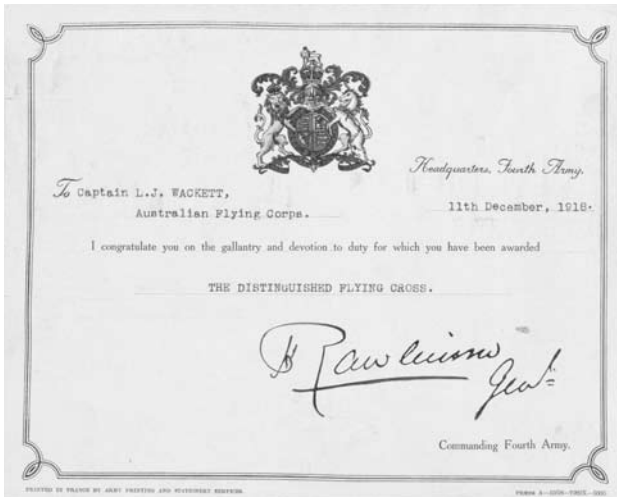 Headquarters, Fourth Army.
To Captain L.J. WACKETT,
Australian Flying Corps.
11th December, 1918.
I congratulate you on the gallantry and devotion to duty for which you have been awarded
THE DISTINGUISHED FLYING CROSS.
H Rawlinson
Genl
Commanding Fourth Army.
PRINTED IN FRANCE BY ARMY PRINTING AND STATIONERY SERVICES.
PRESS A